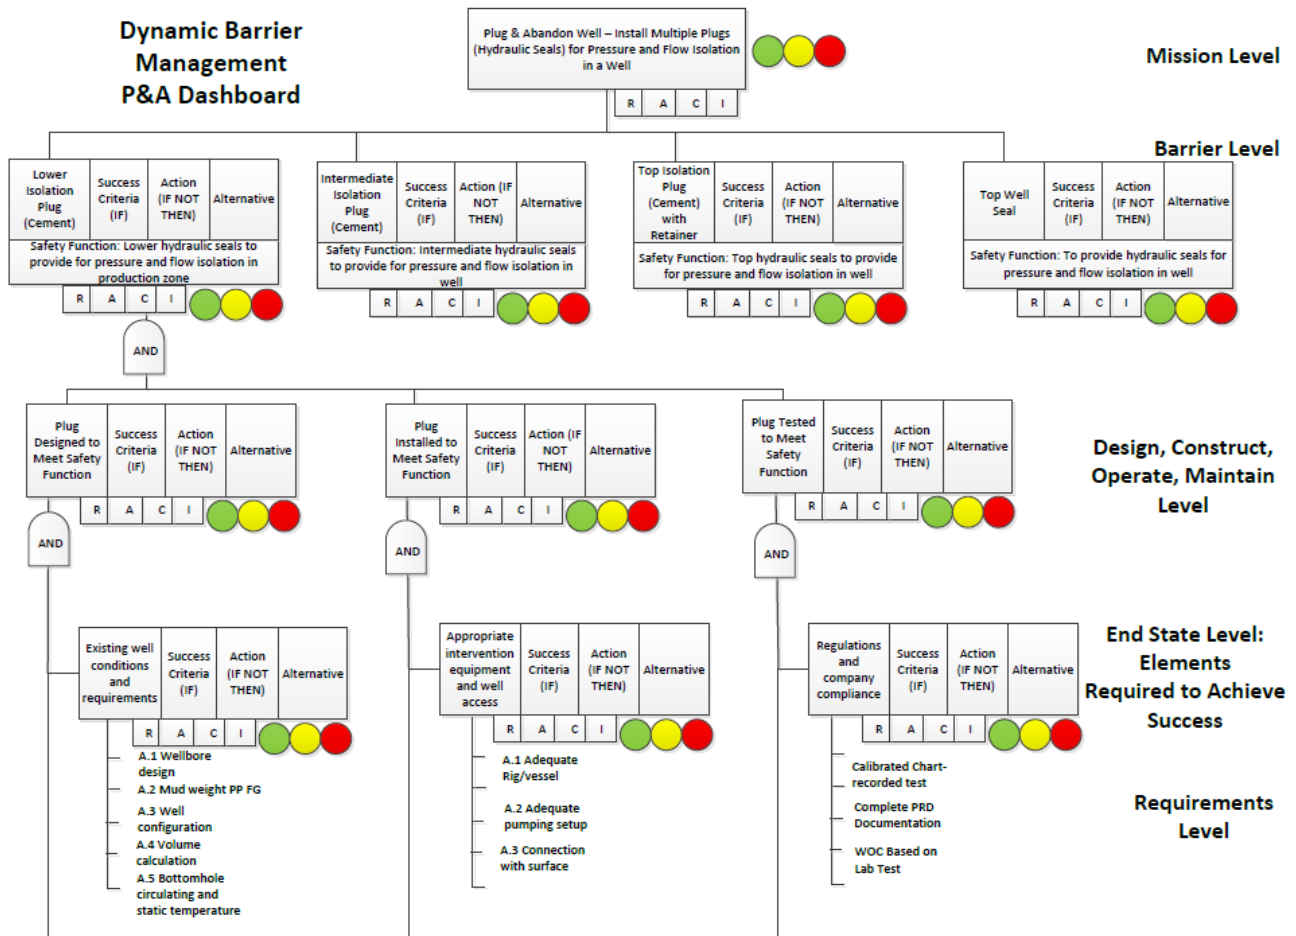 Dynamic Barrier
Management
P&A Dashboard
Plug & Abandon Well – Install Multiple Plugs
(Hydraulic Seals) for Pressure and Flow Isolation
in a Well
R A C I
Mission Level
Barrier Level
Lower
Isolation
Plug
(Cement)
Success
Criteria
(IF)
Action
(IF NOT
THEN)
Alternative
Safety Function: Lower hydraulic seals to
provide for pressure and flow isolation in
production zone
R A C I
Intermediate
Isolation
Plug
(Cement)
Success
Criteria
(IF)
Action (IF
NOT
THEN)
Alternative
Safety Function: Intermediate hydraulic seals
to provide for pressure and flow isolation in
well
R A C I
Top Isolation
Plug
(Cement)
with
Retainer
Success
Criteria
(IF)
Action
(IF NOT
THEN)
Alternative
Safety Function: Top hydraulic seals to provide
for pressure and flow isolation in well
R A C I
Top Well
Seal
Success
Criteria
(IF)
Action
(IF NOT
THEN)
Alternative
Safety Function: To provide hydraulic seals for
pressure and flow isolation in well
R A C I
AND
Plug
Designed to
Meet Safety
Function
Success
Criteria
(IF)
Action
(IF NOT
THEN)
Alternative
R A C I
Plug
Installed to
Meet Safety
Function
Success
Criteria
(IF)
Action (IF
NOT
THEN)
Alternative
R A C I
Plug Tested
to Meet
Safety
Function
Success
Criteria
(IF)
Action
(IF NOT
THEN)
Alternative
R A C I
Design, Construct,
Operate, Maintain
Level
AND
AND
AND
Existing well
conditions
and
requirements
Success
Criteria
(IF)
Action
(IF NOT
THEN)
Alternative
R A C I
A.1 Wellbore
design
A.2 Mud weight PP FG
A.3 Well
configuration
A.4 Volume
calculation
A.5 Bottomhole
circulating and
static temperature
Appropriate
intervention
equipment
and well
access
Success
Criteria
(IF)
Action
(IF NOT
THEN)
Alternative
R A C I
A.1 Adequate
Rig/vessel
A.2 Adequate
pumping setup
A.3 Connection
with surface
Regulations
and
company
compliance
Success
Criteria
(IF)
Action
(IF NOT
THEN)
Alternative
R A C I
Calibrated Chart-
recorded test
Complete PRD
Documentation
WOC Based on
Lab Test
End State Level:
Elements
Required to Achieve
Success
Requirements
Level